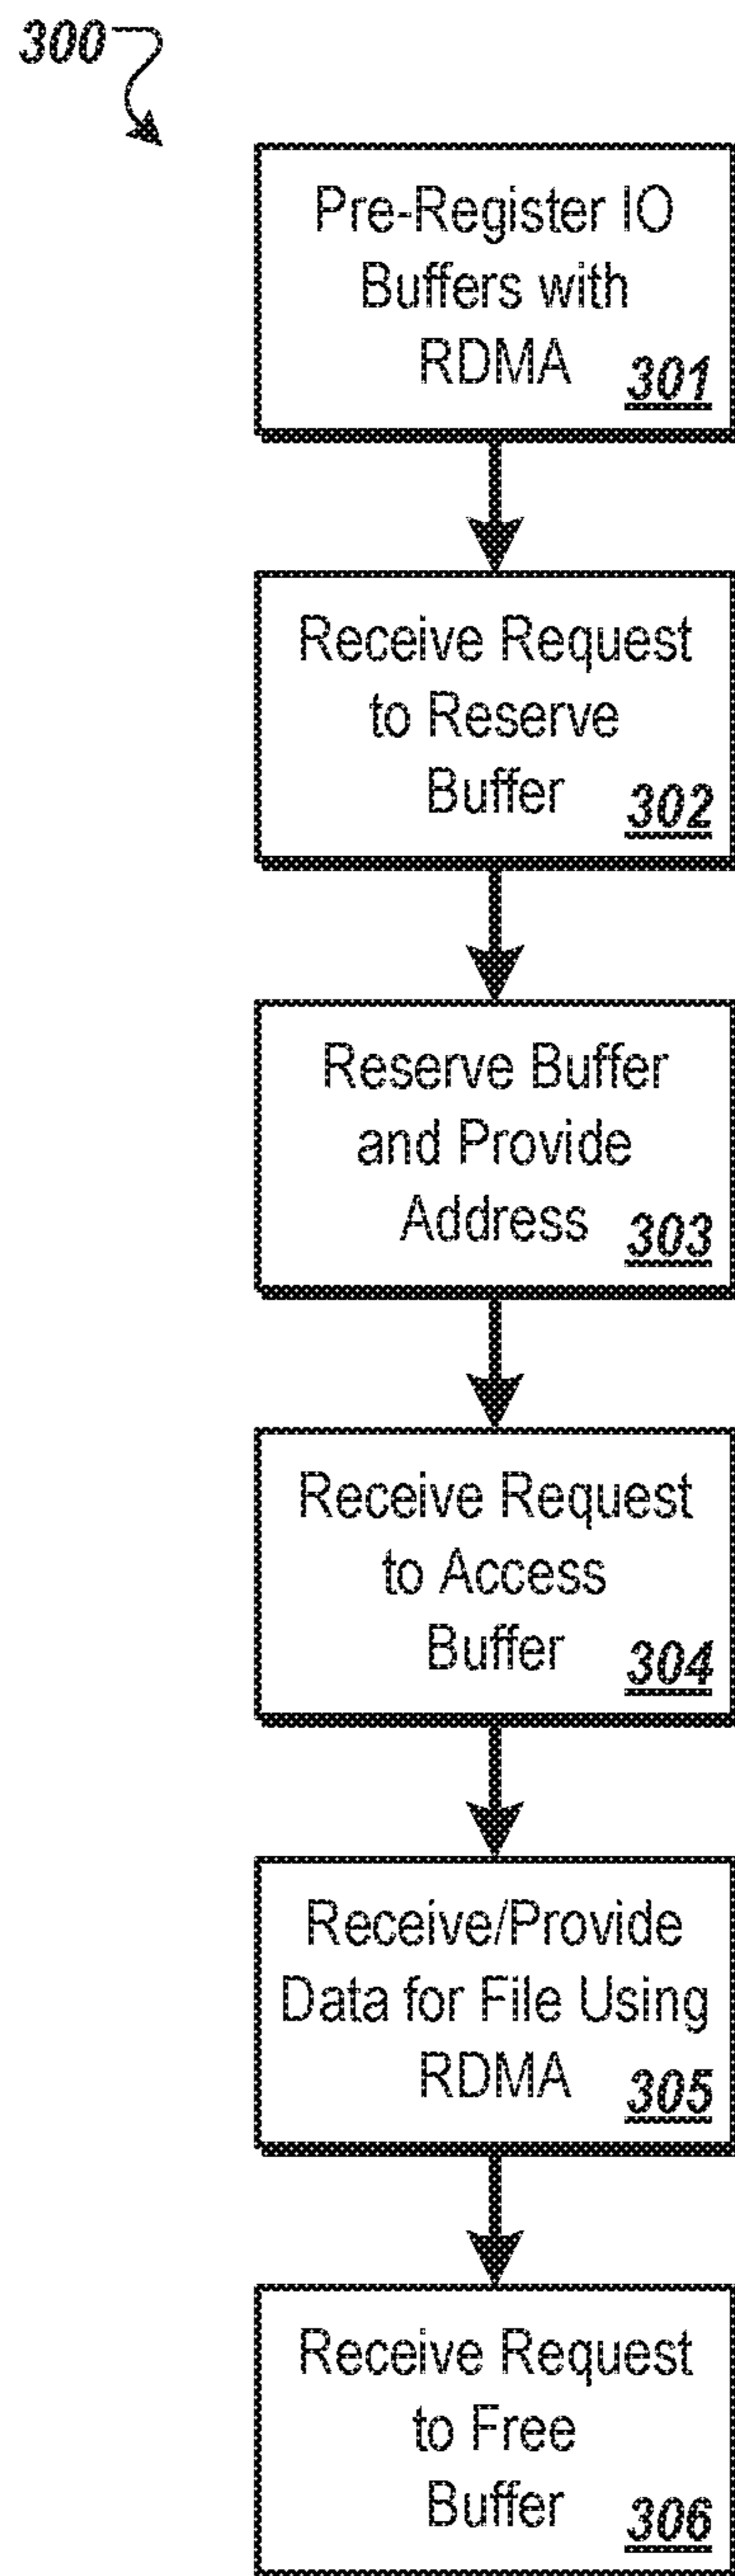 300
Pre-Register IO
Buffers with
RDMA 301
Receive Request
to Reserve
Buffer 302
Reserve Buffer
and Provide
Address 303
Receive Request
to Access
Buffer 304
Receive/Provide
Data for File Using
RDMA 305
Receive Request
to Free
Buffer 306